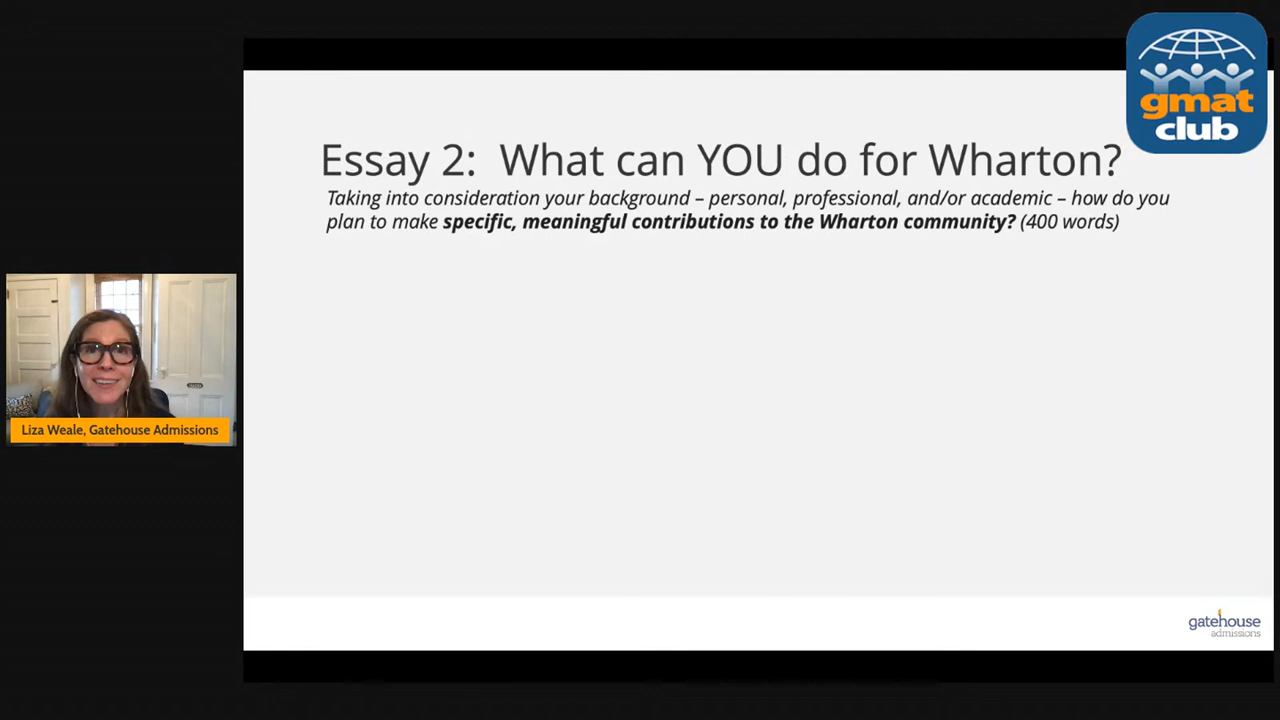 gmat
club
Essay 2: What can YOU do for Wharton?
Taking into consideration your background – personal, professional, and/or academic – how do you
plan to make specific, meaningful contributions to the Wharton community? (400 words)
Liza Weale, Gatehouse Admissions
gatehouse
admissions